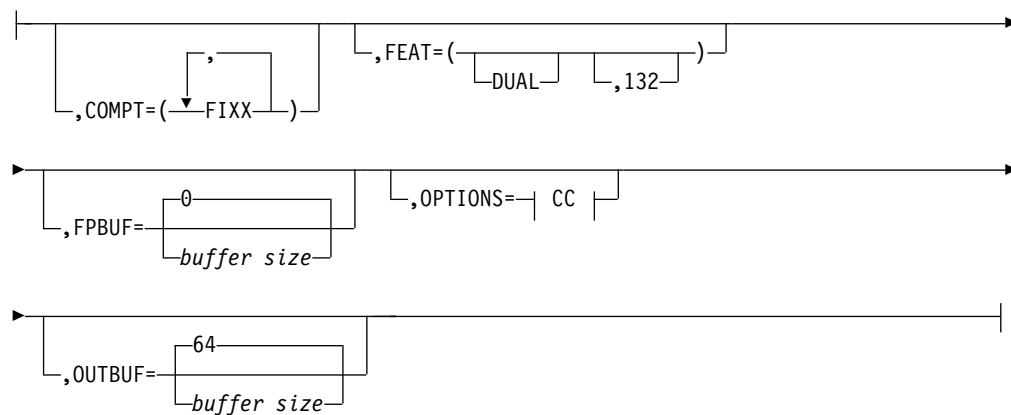 ,COMPT=( FIXX )
,
,FEAT=( DUAL ,132 )
,FPBUF= 0
buffer size
,OPTIONS= CC
,OUTBUF= 64
buffer size